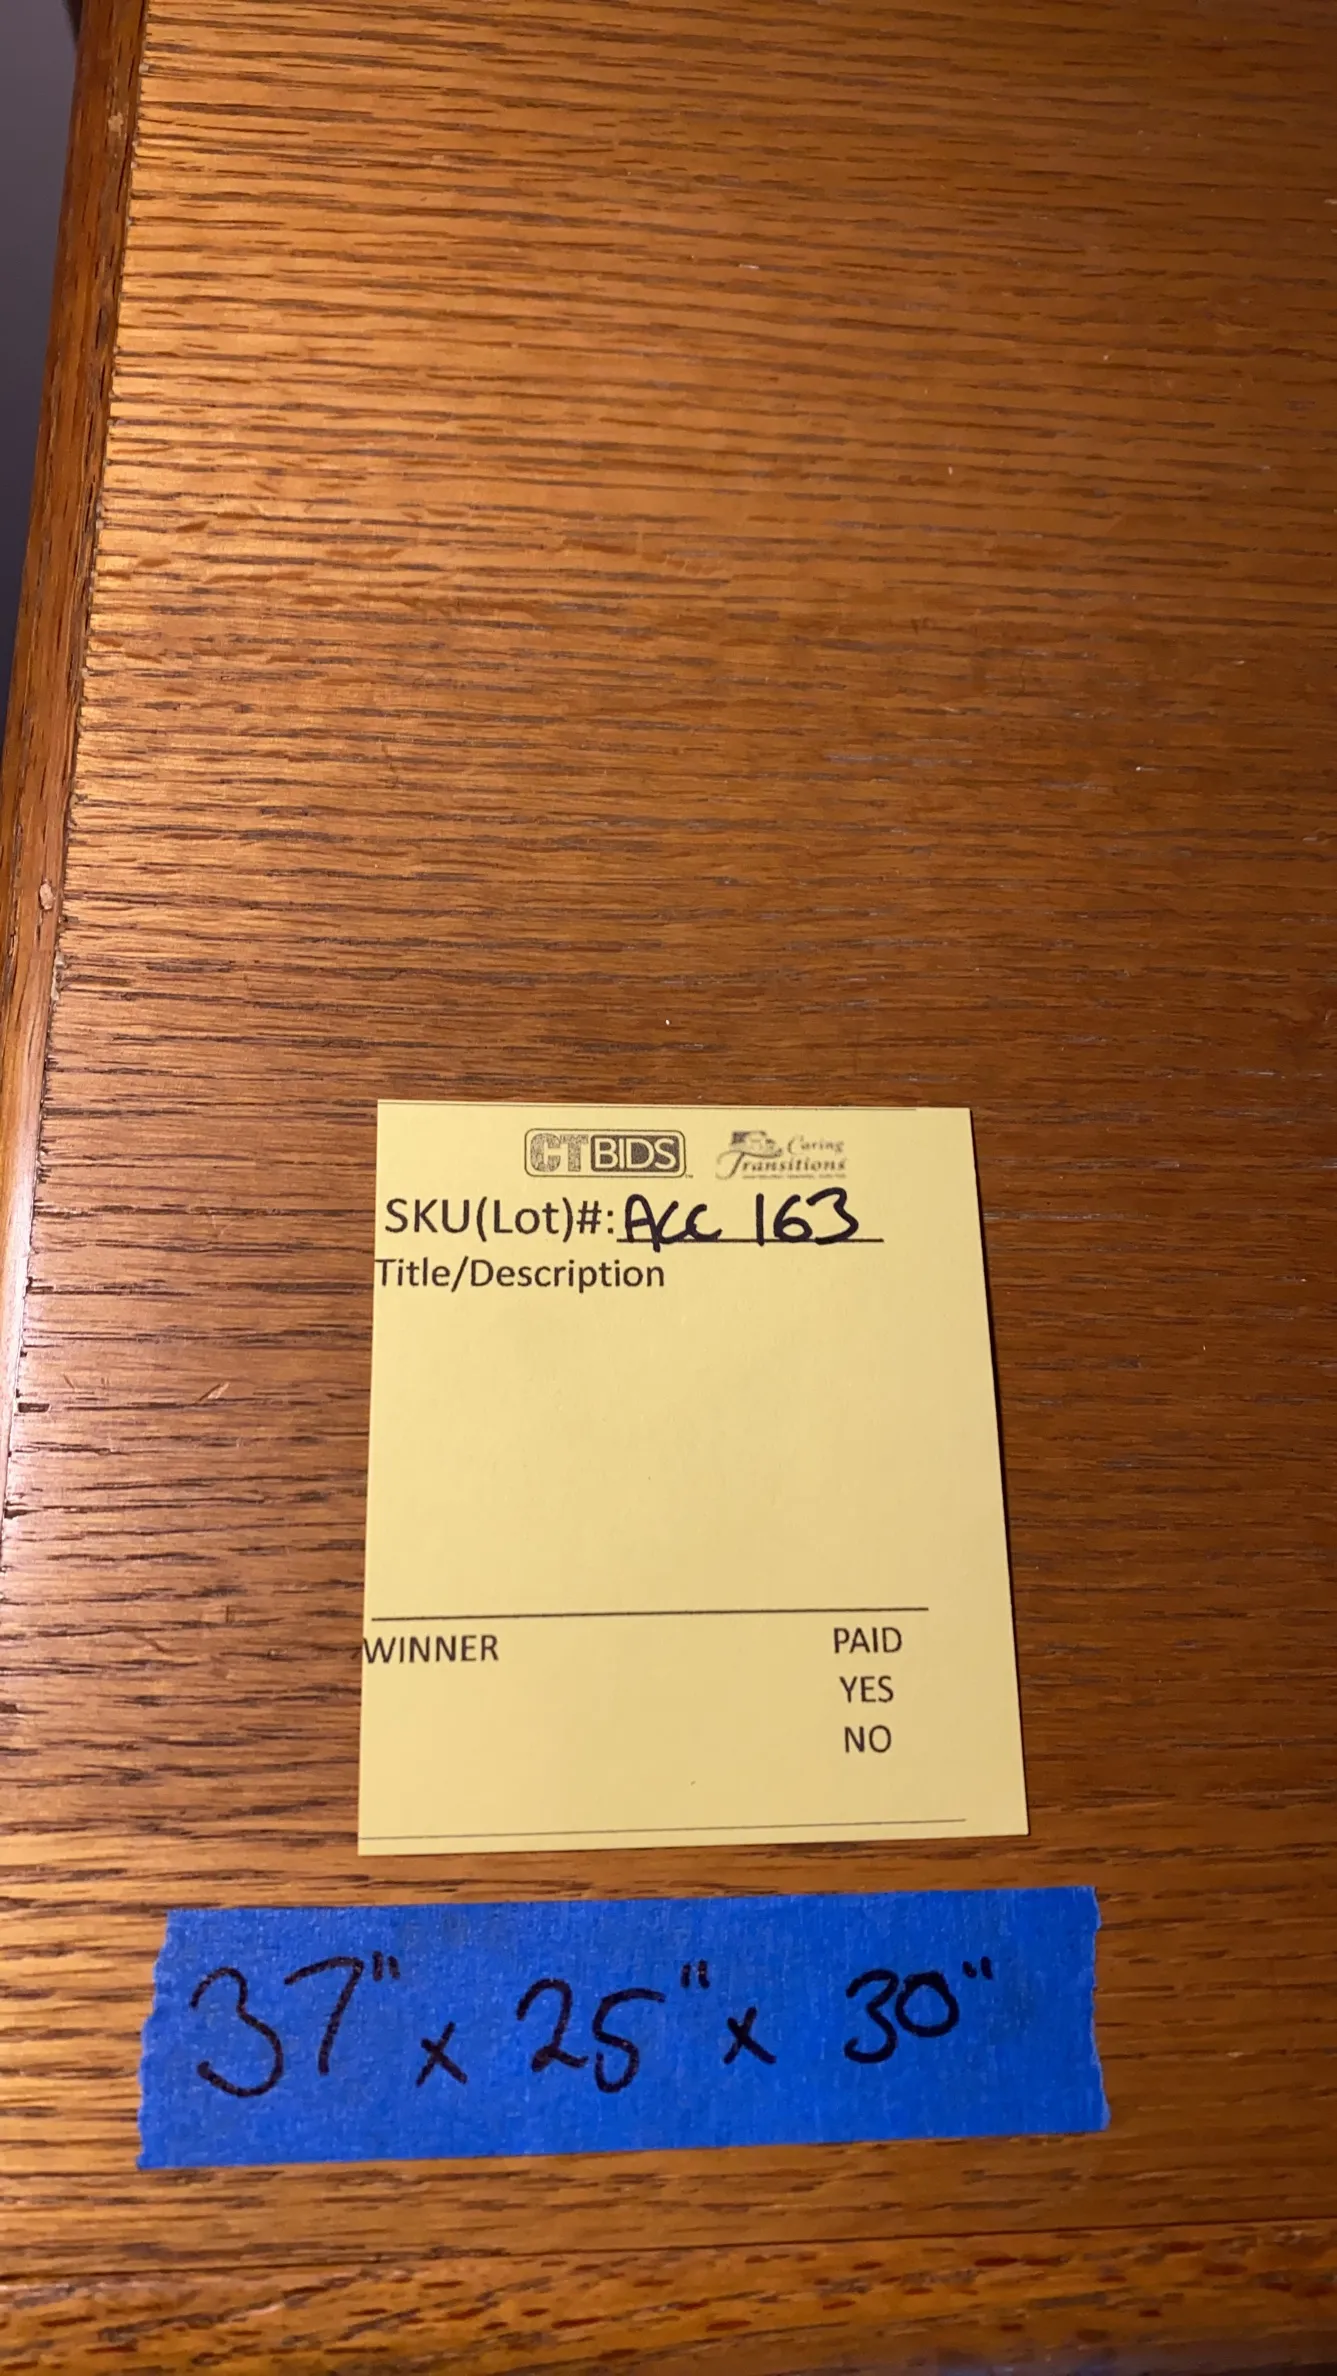 CTBIDS
Caring
Transitions
SKU(Lot)#: ACC 163
Title/Description
WINNER
PAID
YES
NO
37" x 25" x 30"